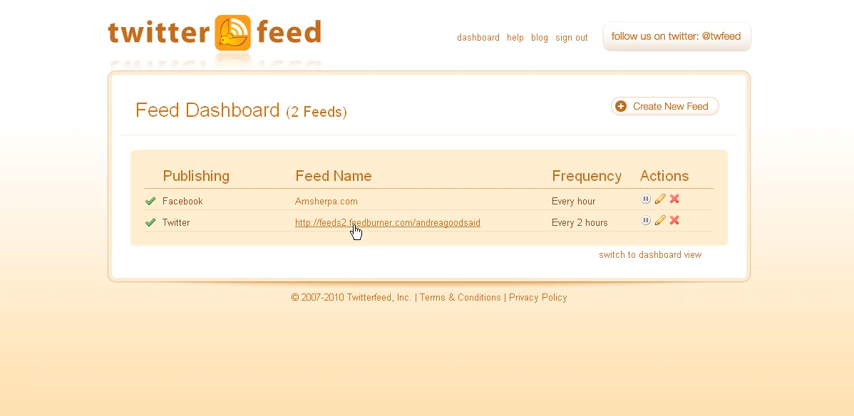 twitter feed
dashboard help blog sign out
follow us on twitter: @twfeed
Feed Dashboard (2 Feeds)
Create New Feed
Publishing Feed Name Frequency Actions
Facebook Amsherpa.com Every hour
Twitter http://feeds2.feedburner.com/andreagoodsaid Every 2 hours
switch to dashboard view
© 2007-2010 Twitterfeed, Inc. | Terms & Conditions | Privacy Policy